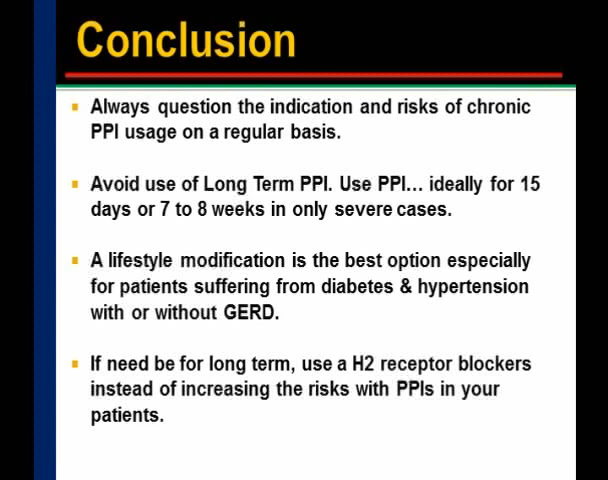 Conclusion
Always question the indication and risks of chronic
PPI usage on a regular basis.
Avoid use of Long Term PPI. Use PPI... ideally for 15
days or 7 to 8 weeks in only severe cases.
A lifestyle modification is the best option especially
for patients suffering from diabetes & hypertension
with or without GERD.
If need be for long term, use a H2 receptor blockers
instead of increasing the risks with PPIs in your
patients.